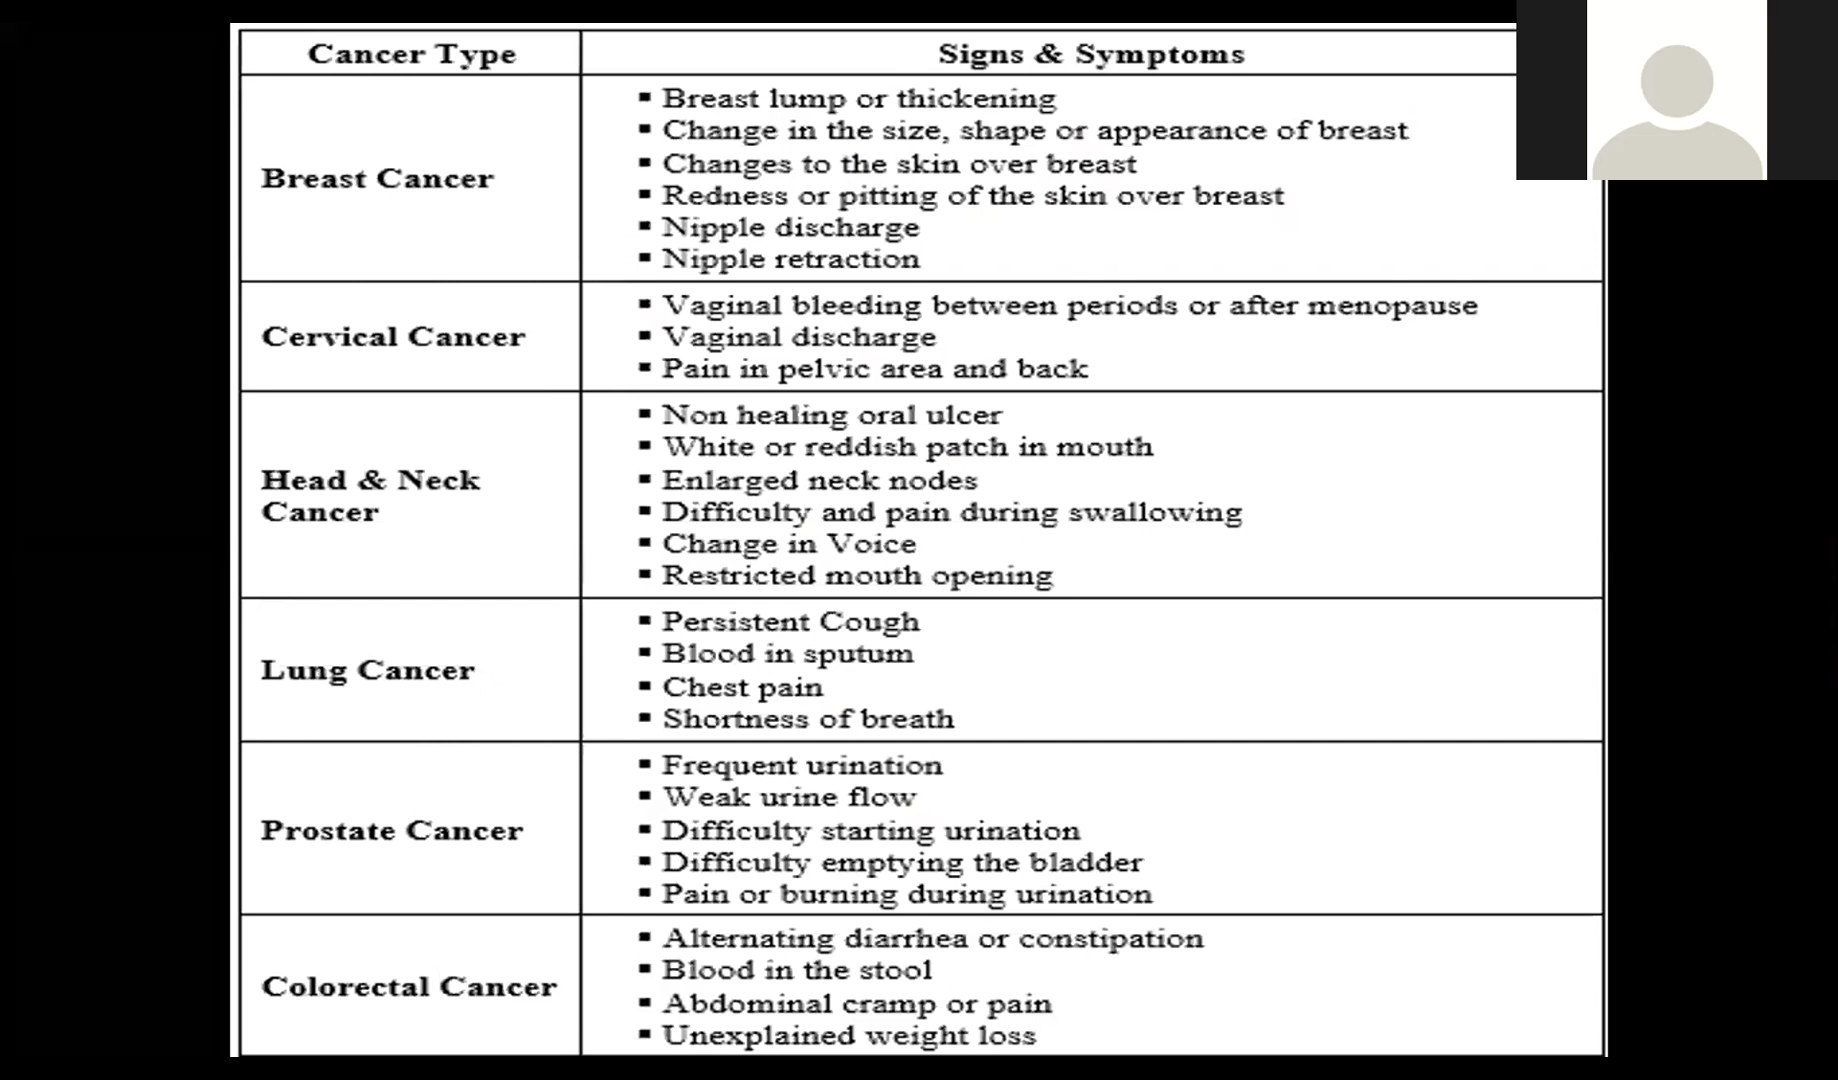 Cancer Type
Signs & Symptoms
Breast Cancer
▪ Breast lump or thickening
▪ Change in the size, shape or appearance of breast
▪ Changes to the skin over breast
▪ Redness or pitting of the skin over breast
▪ Nipple discharge
▪ Nipple retraction
Cervical Cancer
▪ Vaginal bleeding between periods or after menopause
▪ Vaginal discharge
▪ Pain in pelvic area and back
Head & Neck
Cancer
▪ Non healing oral ulcer
▪ White or reddish patch in mouth
▪ Enlarged neck nodes
▪ Difficulty and pain during swallowing
▪ Change in Voice
▪ Restricted mouth opening
Lung Cancer
▪ Persistent Cough
▪ Blood in sputum
▪ Chest pain
▪ Shortness of breath
Prostate Cancer
▪ Frequent urination
▪ Weak urine flow
▪ Difficulty starting urination
▪ Difficulty emptying the bladder
▪ Pain or burning during urination
Colorectal Cancer
▪ Alternating diarrhea or constipation
▪ Blood in the stool
▪ Abdominal cramp or pain
▪ Unexplained weight loss